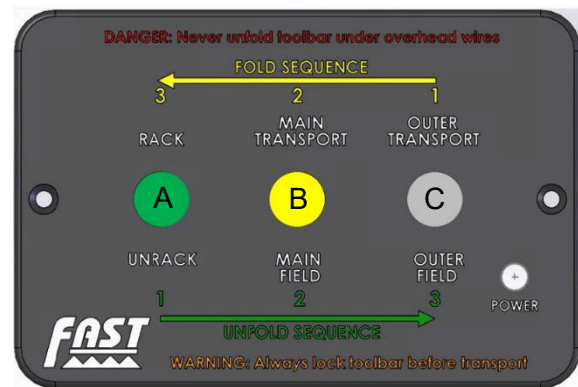 DANGER: Never unfold toolbar under overhead wires
FOLD SEQUENCE
3 2 1
RACK MAIN TRANSPORT OUTER TRANSPORT
A B C
UNRACK MAIN FIELD OUTER FIELD
+
POWER
1 2 3
UNFOLD SEQUENCE
FAST
WARNING: Always lock toolbar before transport